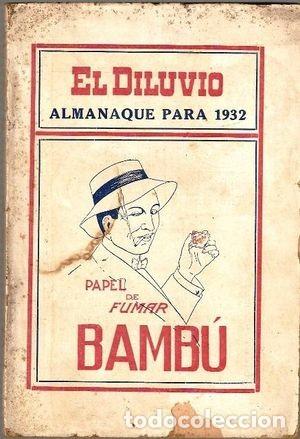 EL DILUVIO
ALMANAQUE PARA 1932
PAPEL
DE
FUMAR
BAMBÚ
todocoleccion